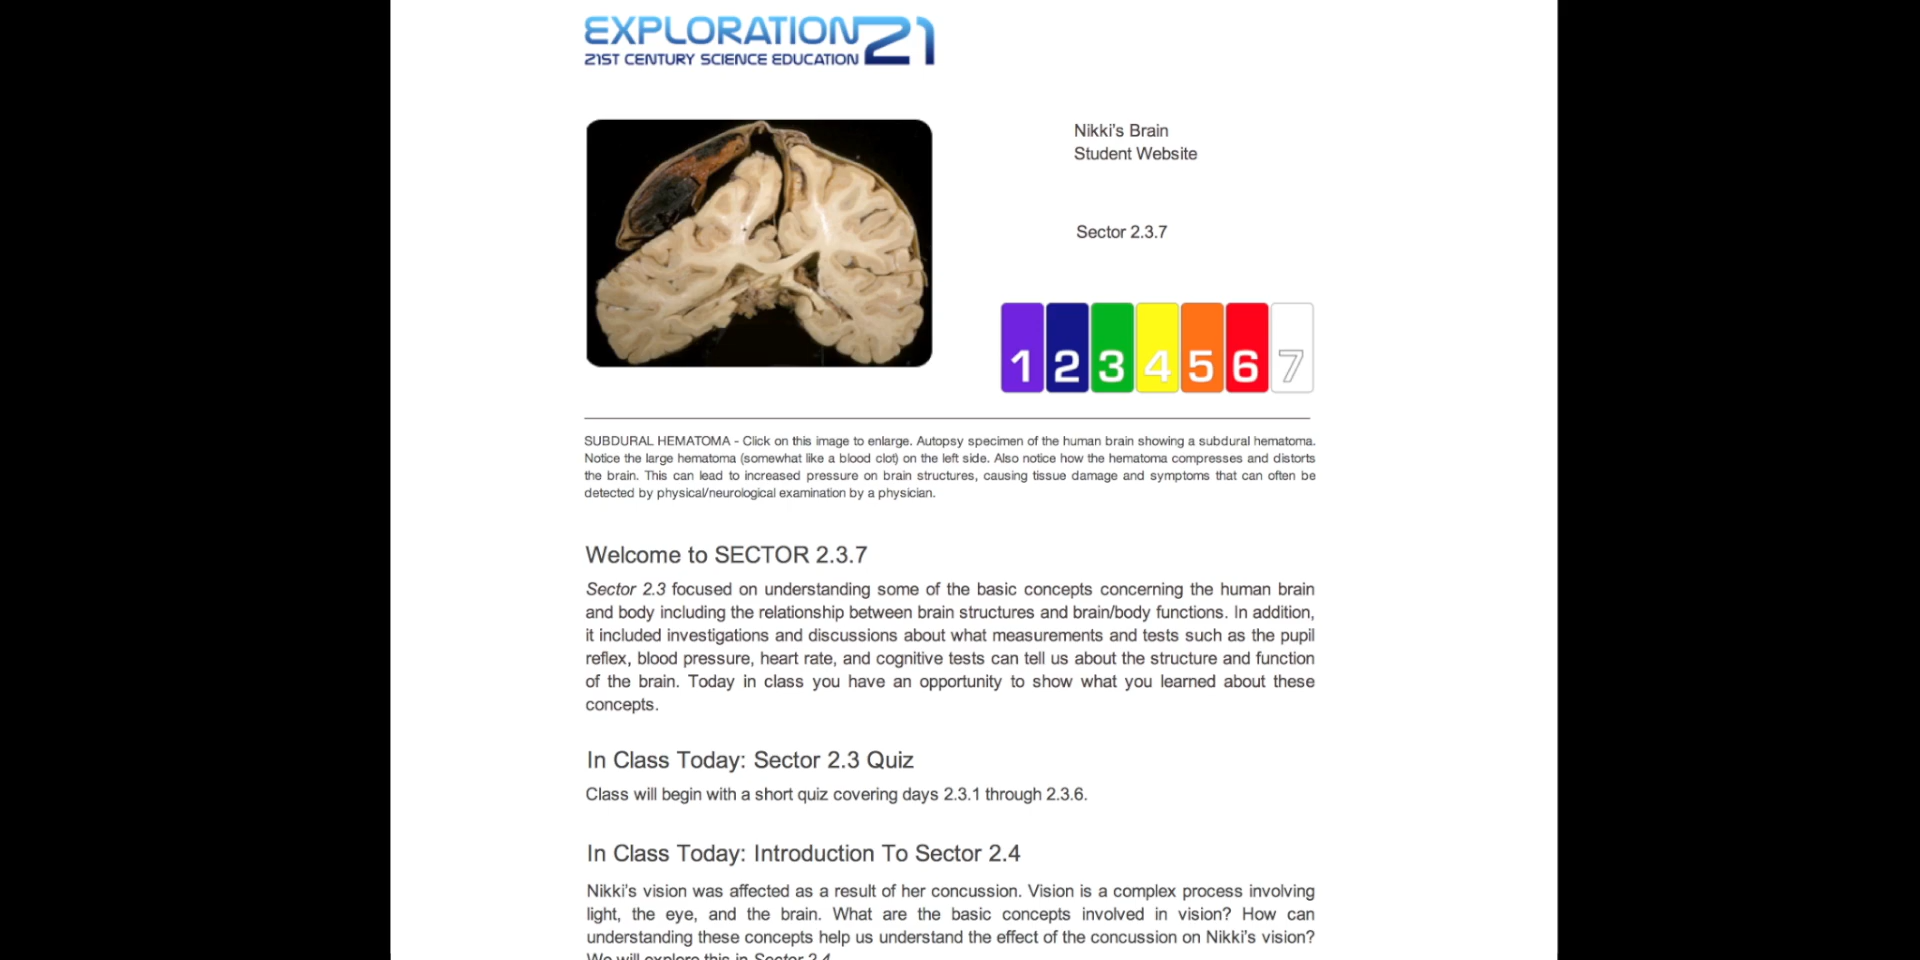 EXPLORATION 21
21ST CENTURY SCIENCE EDUCATION
Nikki's Brain
Student Website
Sector 2.3.7
1 2 3 4 5 6 7
SUBDURAL HEMATOMA - Click on this image to enlarge. Autopsy specimen of the human brain showing a subdural hematoma.
Notice the large hematoma (somewhat like a blood clot) on the left side. Also notice how the hematoma compresses and distorts
the brain. This can lead to increased pressure on brain structures, causing tissue damage and symptoms that can often be
detected by physical/neurological examination by a physician.
Welcome to SECTOR 2.3.7
Sector 2.3 focused on understanding some of the basic concepts concerning the human brain
and body including the relationship between brain structures and brain/body functions. In addition,
it included investigations and discussions about what measurements and tests such as the pupil
reflex, blood pressure, heart rate, and cognitive tests can tell us about the structure and function
of the brain. Today in class you have an opportunity to show what you learned about these
concepts.
In Class Today: Sector 2.3 Quiz
Class will begin with a short quiz covering days 2.3.1 through 2.3.6.
In Class Today: Introduction To Sector 2.4
Nikki's vision was affected as a result of her concussion. Vision is a complex process involving
light, the eye, and the brain. What are the basic concepts involved in vision? How can
understanding these concepts help us understand the effect of the concussion on Nikki's vision?
We will explore this in Sector 2.4